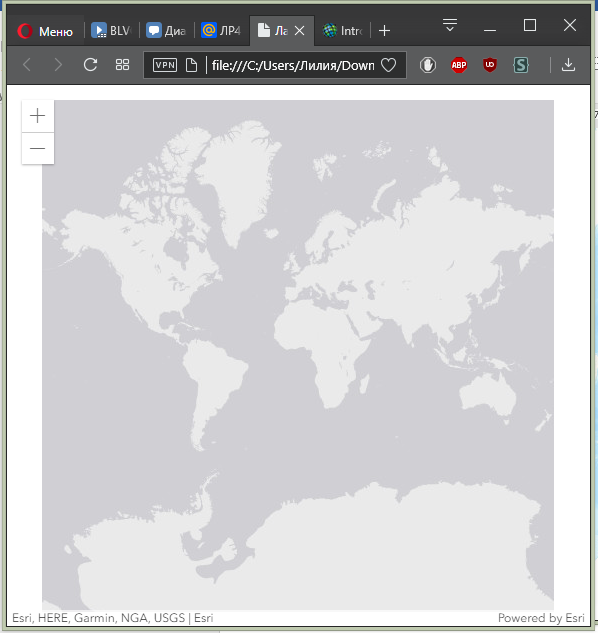 Меню
BLV
Диа
ЛР4
Ла
Intr
VPN
file:///C:/Users/Лилия/Down
ABP
Esri, HERE, Garmin, NGA, USGS | Esri
Powered by Esri